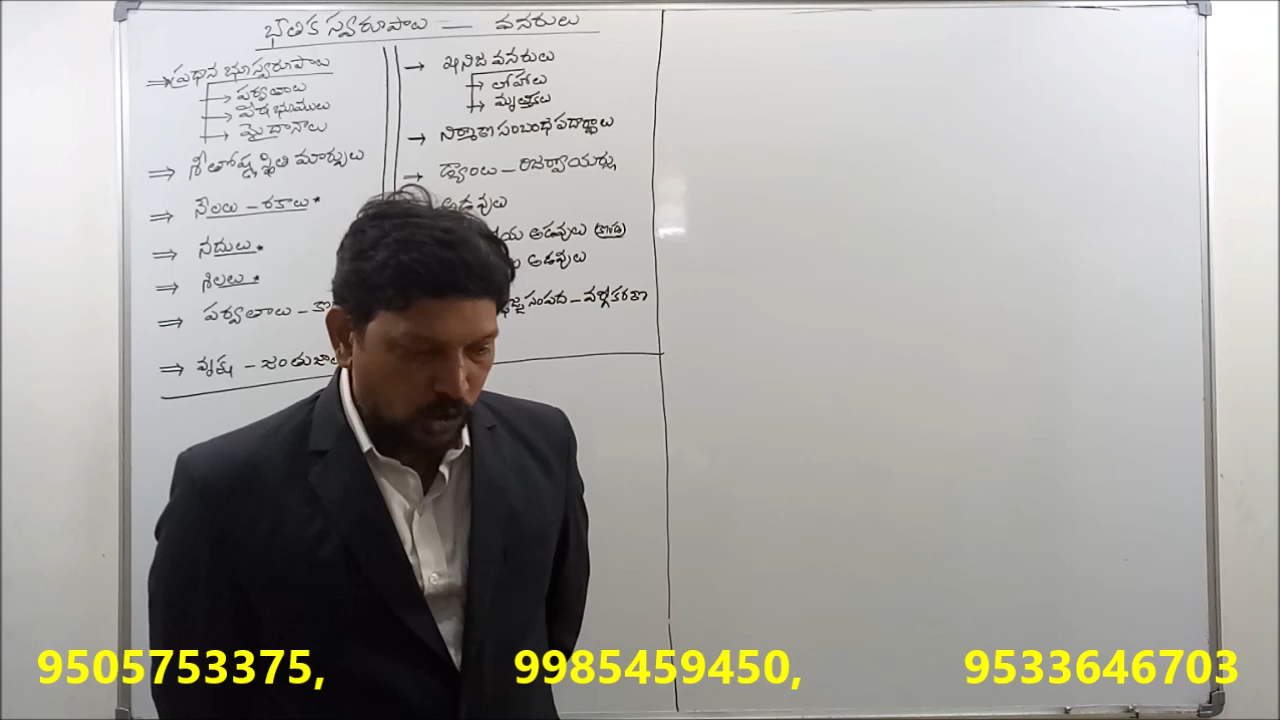 భౌతిక స్వరూపాలు — వనరులు
⇒ ప్రధాన భూస్వరూపాలు
→ పర్వతాలు
→ పీఠభూములు
→ మైదానాలు
⇒ శీతోష్ణ స్థితి మార్పులు
⇒ నేలలు - రకాలు *
⇒ నదులు *
⇒ శిలలు *
⇒ పర్వతాలు -
⇒ వృక్ష -
→ ఖనిజ వనరులు
→ లోహాలు
→ మృత్తికలు
→ నిర్మాణ సంబంధ పదార్థాలు
→ డ్యాంలు - రిజర్వాయర్లు
అడవులు
అడవులు
అడవులు
సంపద - వర్గీకరణ
9505753375, 9985459450, 9533646703